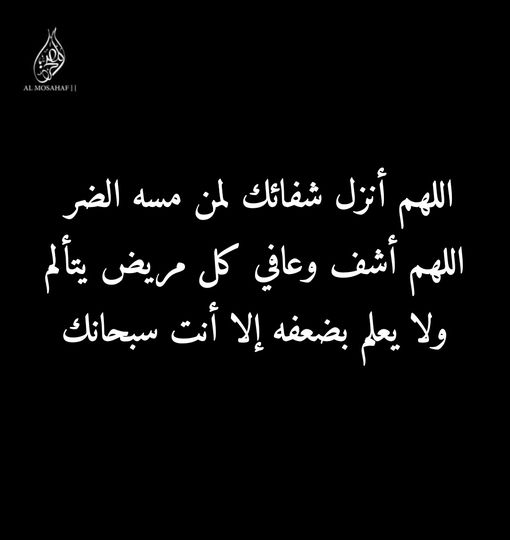 AL MOSAHAF ||
اللهم أنزل شفائك لمن مسه الضر
اللهم أشف وعافي كل مريض يتألم
ولا يعلم بضعفه إلا أنت سبحانك